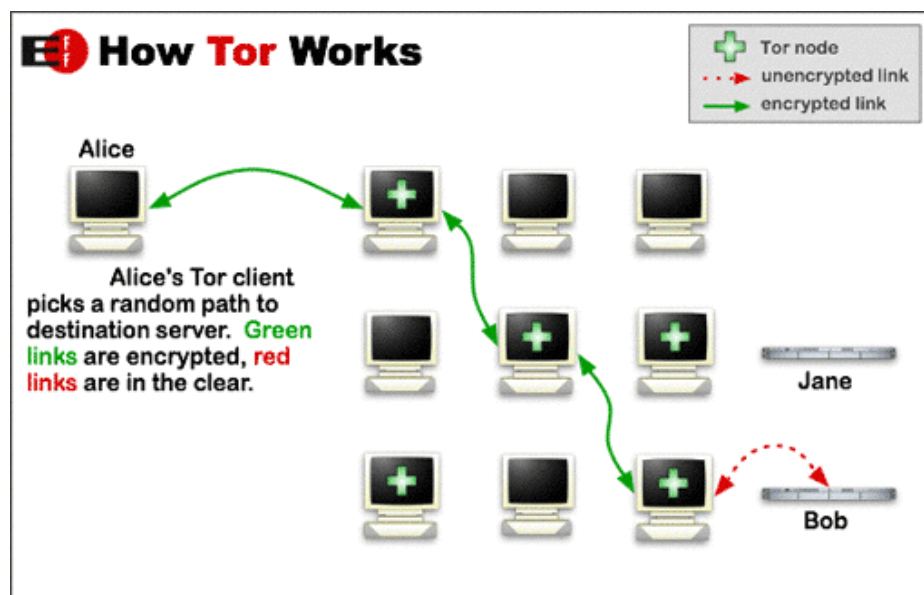 EFF How Tor Works
Tor node
unencrypted link
encrypted link
Alice
Alice's Tor client
picks a random path to
destination server. Green
links are encrypted, red
links are in the clear.
Jane
Bob